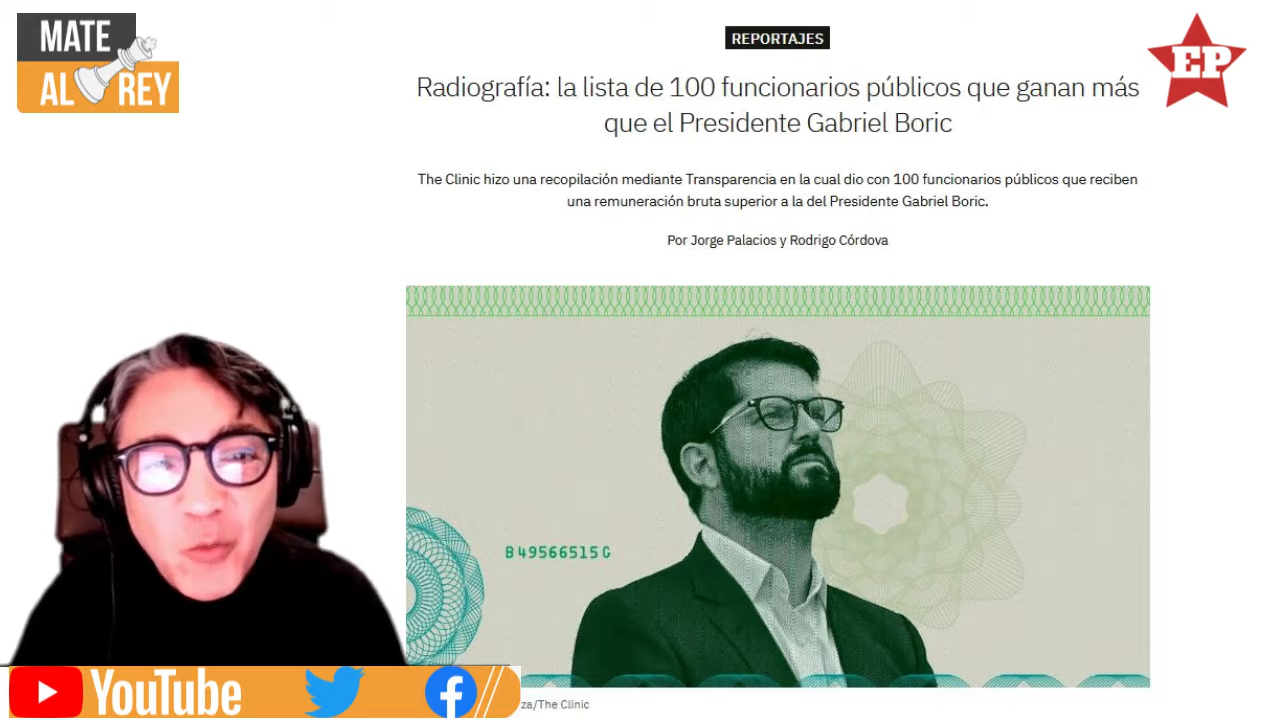 MATE
AL REY
EP
REPORTAJES
Radiografía: la lista de 100 funcionarios públicos que ganan más
que el Presidente Gabriel Boric
The Clinic hizo una recopilación mediante Transparencia en la cual dio con 100 funcionarios públicos que reciben
una remuneración bruta superior a la del Presidente Gabriel Boric.
Por Jorge Palacios y Rodrigo Córdova
B49566515G
YouTube
za/The Clinic